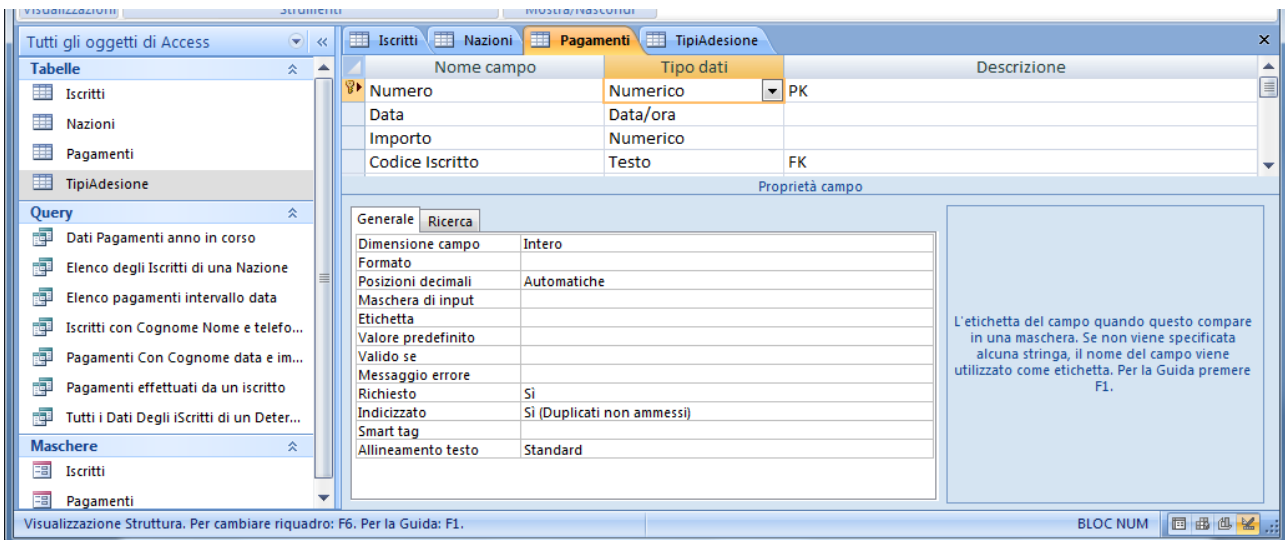 Visualizzazioni Strumenti Mostra/Nascondi
Tutti gli oggetti di Access
Tabelle
Iscritti
Nazioni
Pagamenti
TipiAdesione
Query
Dati Pagamenti anno in corso
Elenco degli Iscritti di una Nazione
Elenco pagamenti intervallo data
Iscritti con Cognome Nome e telefo...
Pagamenti Con Cognome data e im...
Pagamenti effettuati da un iscritto
Tutti i Dati Degli iScritti di un Deter...
Maschere
Iscritti
Pagamenti
Iscritti Nazioni Pagamenti TipiAdesione
Nome campo Tipo dati Descrizione
Numero Numerico PK
Data Data/ora
Importo Numerico
Codice Iscritto Testo FK
Proprietà campo
Generale Ricerca
Dimensione campo Intero
Formato
Posizioni decimali Automatiche
Maschera di input
Etichetta
Valore predefinito
Valido se
Messaggio errore
Richiesto Sì
Indicizzato Sì (Duplicati non ammessi)
Smart tag
Allineamento testo Standard
L'etichetta del campo quando questo compare
in una maschera. Se non viene specificata
alcuna stringa, il nome del campo viene
utilizzato come etichetta. Per la Guida premere
F1.
Visualizzazione Struttura. Per cambiare riquadro: F6. Per la Guida: F1. BLOC NUM